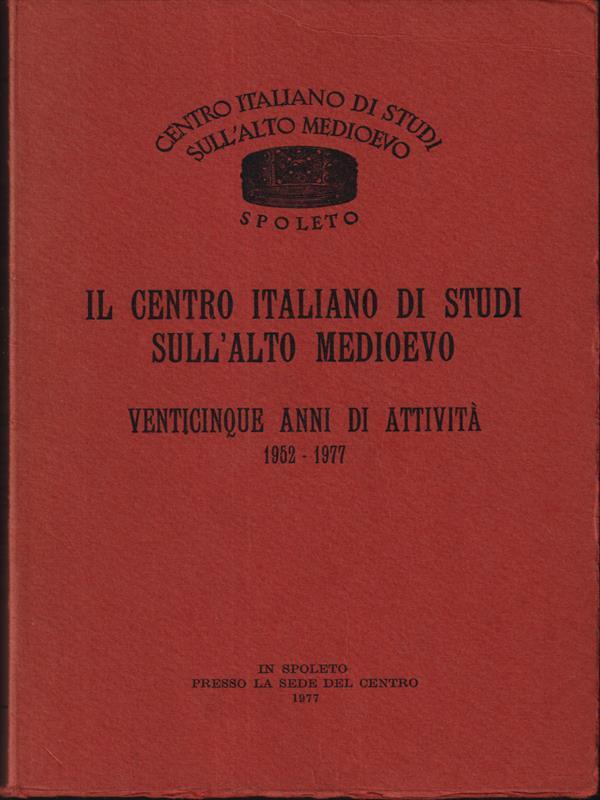 CENTRO ITALIANO DI STUDI
SULL'ALTO MEDIOEVO
SPOLETO
IL CENTRO ITALIANO DI STUDI
SULL'ALTO MEDIOEVO
VENTICINQUE ANNI DI ATTIVITÀ
1952 - 1977
IN SPOLETO
PRESSO LA SEDE DEL CENTRO
1977